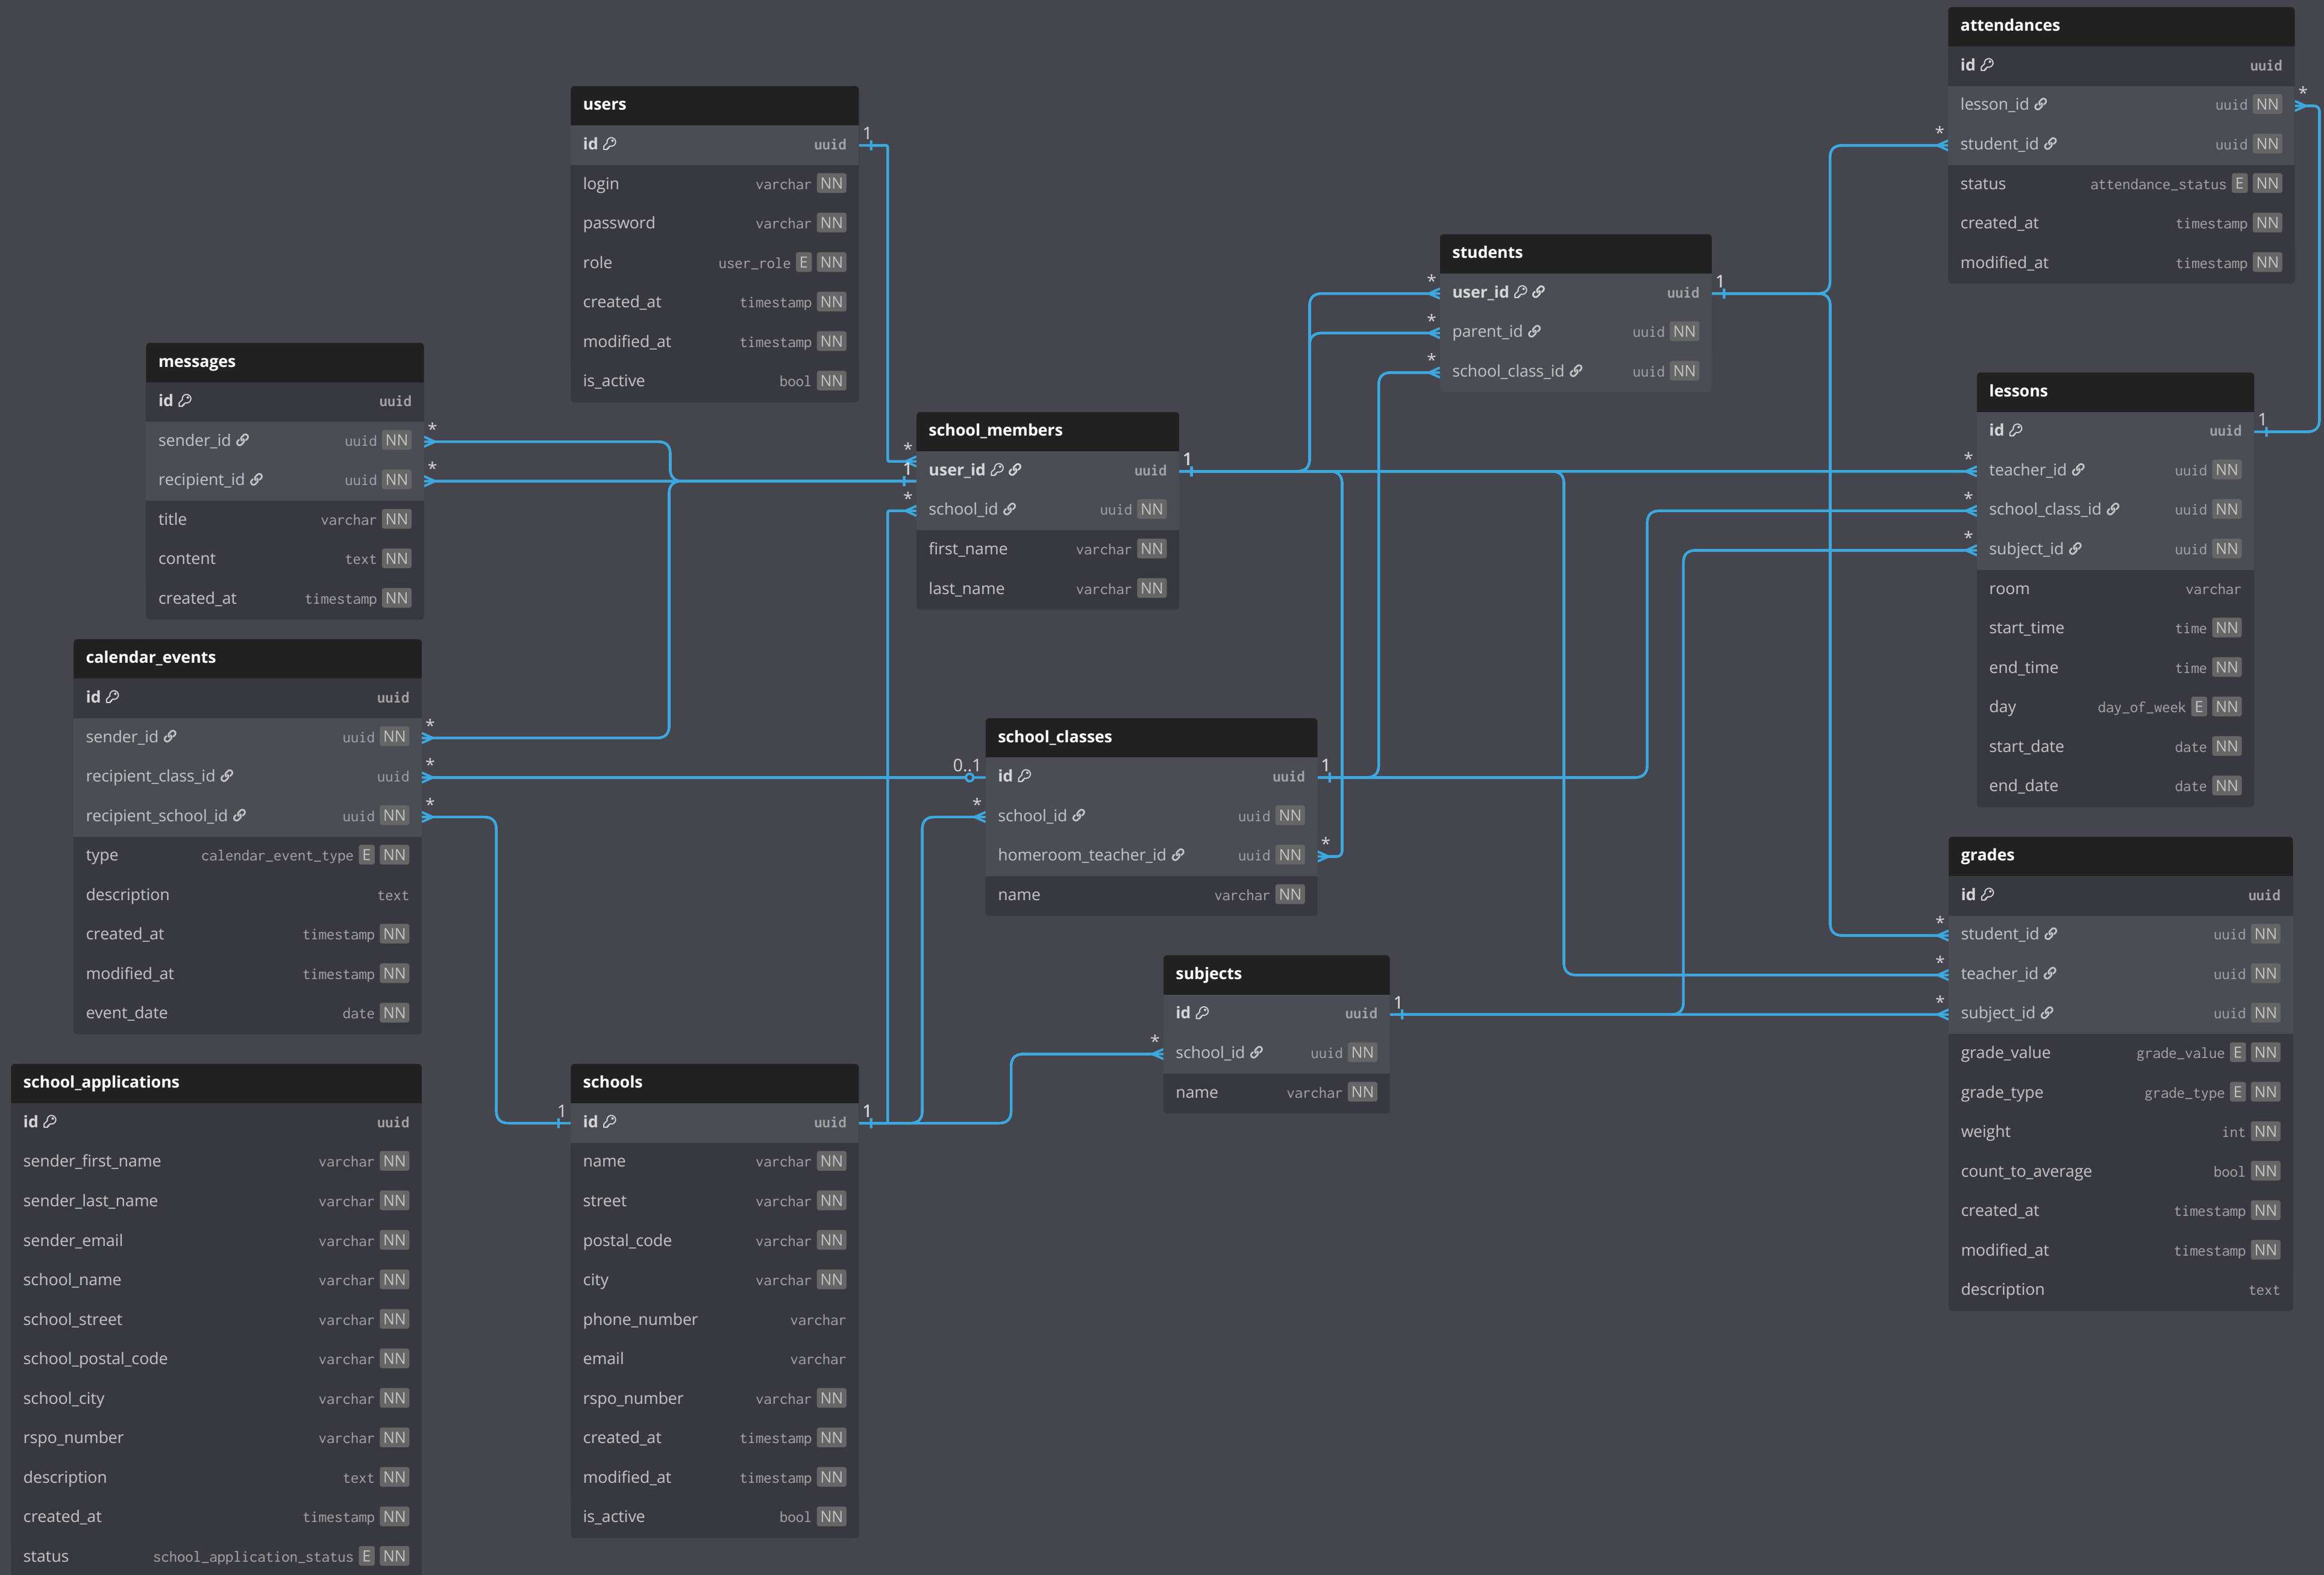 users
id uuid
login varchar NN
password varchar NN
role user_role E NN
created_at timestamp NN
modified_at timestamp NN
is_active bool NN
messages
id uuid
sender_id uuid NN
recipient_id uuid NN
title varchar NN
content text NN
created_at timestamp NN
calendar_events
id uuid
sender_id uuid NN
recipient_class_id uuid
recipient_school_id uuid NN
type calendar_event_type E NN
description text
created_at timestamp NN
modified_at timestamp NN
event_date date NN
school_applications
id uuid
sender_first_name varchar NN
sender_last_name varchar NN
sender_email varchar NN
school_name varchar NN
school_street varchar NN
school_postal_code varchar NN
school_city varchar NN
rspo_number varchar NN
description text NN
created_at timestamp NN
status school_application_status E NN
schools
id uuid
name varchar NN
street varchar NN
postal_code varchar NN
city varchar NN
phone_number varchar
email varchar
rspo_number varchar NN
created_at timestamp NN
modified_at timestamp NN
is_active bool NN
school_members
user_id uuid
school_id uuid NN
first_name varchar NN
last_name varchar NN
school_classes
id uuid
school_id uuid NN
homeroom_teacher_id uuid NN
name varchar NN
subjects
id uuid
school_id uuid NN
name varchar NN
students
user_id uuid
parent_id uuid NN
school_class_id uuid NN
attendances
id uuid
lesson_id uuid NN
student_id uuid NN
status attendance_status E NN
created_at timestamp NN
modified_at timestamp NN
lessons
id uuid
teacher_id uuid NN
school_class_id uuid NN
subject_id uuid NN
room varchar
start_time time NN
end_time time NN
day day_of_week E NN
start_date date NN
end_date date NN
grades
id uuid
student_id uuid NN
teacher_id uuid NN
subject_id uuid NN
grade_value grade_value E NN
grade_type grade_type E NN
weight int NN
count_to_average bool NN
created_at timestamp NN
modified_at timestamp NN
description text
1
*
*
*
1
*
1
*
*
*
0..1
*
1
*
*
1
1
*
1
*
*
*
1
*
*
1
*
*
*
*
*
*